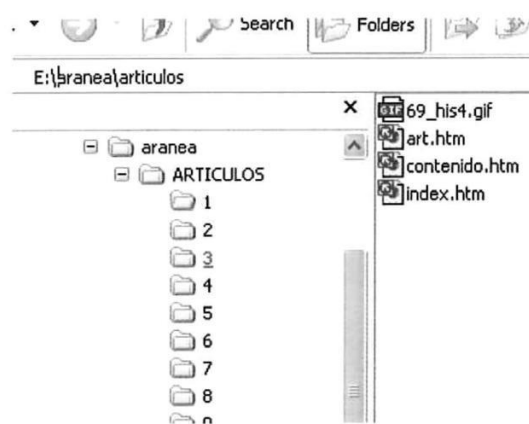 Search Folders
E:\aranea\articulos
aranea
ARTICULOS
1
2
3
4
5
6
7
8
69_his4.gif
art.htm
contenido.htm
index.htm